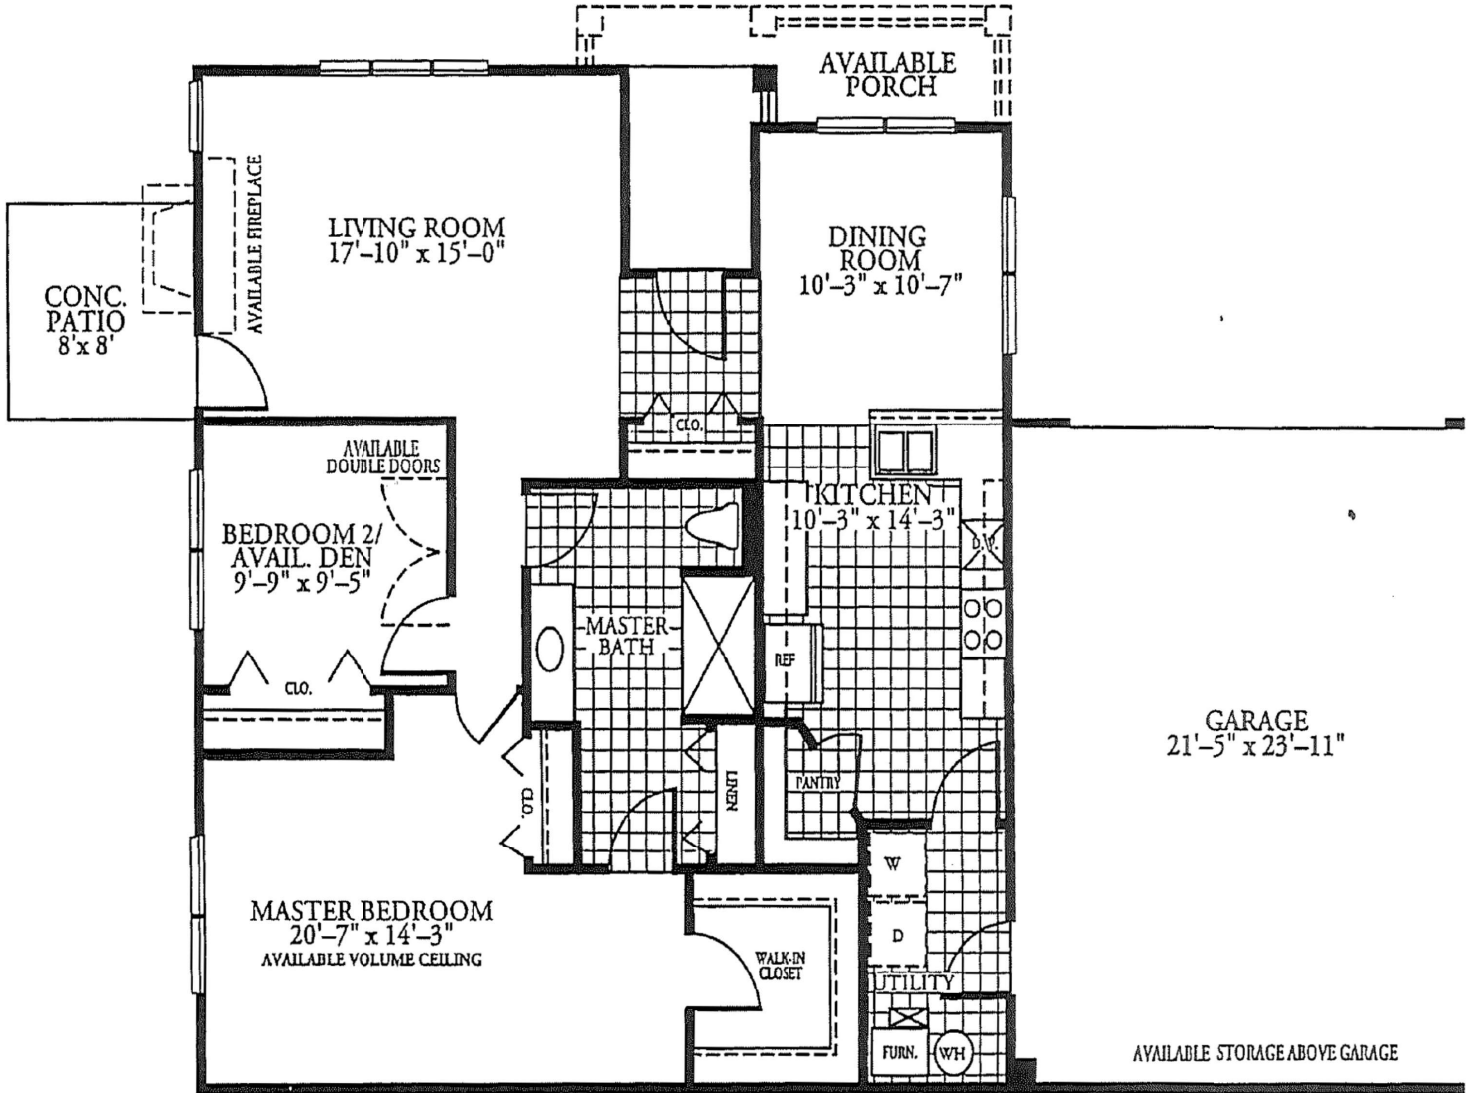 AVAILABLE
PORCH
AVAILABLE FIREPLACE
LIVING ROOM
17'–10" x 15'–0"
DINING
ROOM
10'–3" x 10'–7"
CONC.
PATIO
8'x 8'
CLO.
AVAILABLE
DOUBLE DOORS
KITCHEN
10'–3" x 14'–3"
BEDROOM 2/
AVAIL. DEN
9'–9" x 9'–5"
D.W.
MASTER
BATH
REF
CLO.
GARAGE
21'–5" x 23'–11"
CLO.
LINEN
PANTRY
W
MASTER BEDROOM
20'–7" x 14'–3"
AVAILABLE VOLUME CEILING
D
WALK-IN
CLOSET
UTILITY
FURN.
WH
AVAILABLE STORAGE ABOVE GARAGE